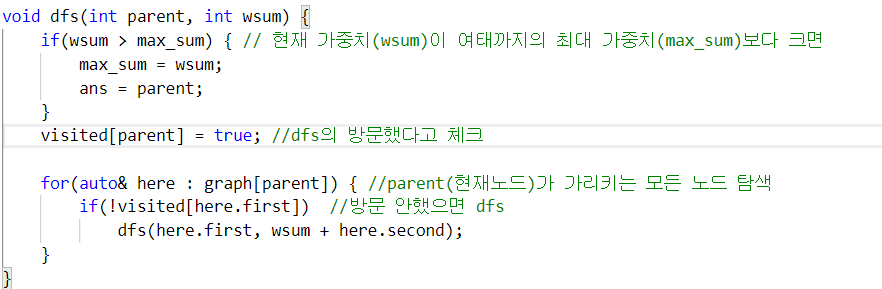 void dfs(int parent, int wsum) {
    if(wsum > max_sum) { // 현재 가중치(wsum)이 여태까지의 최대 가중치(max_sum)보다 크면
        max_sum = wsum;
        ans = parent;
    }
    visited[parent] = true; //dfs의 방문했다고 체크
    for(auto& here : graph[parent]) { //parent(현재노드)가 가리키는 모든 노드 탐색
        if(!visited[here.first])  //방문 안했으면 dfs
            dfs(here.first, wsum + here.second);
    }
}